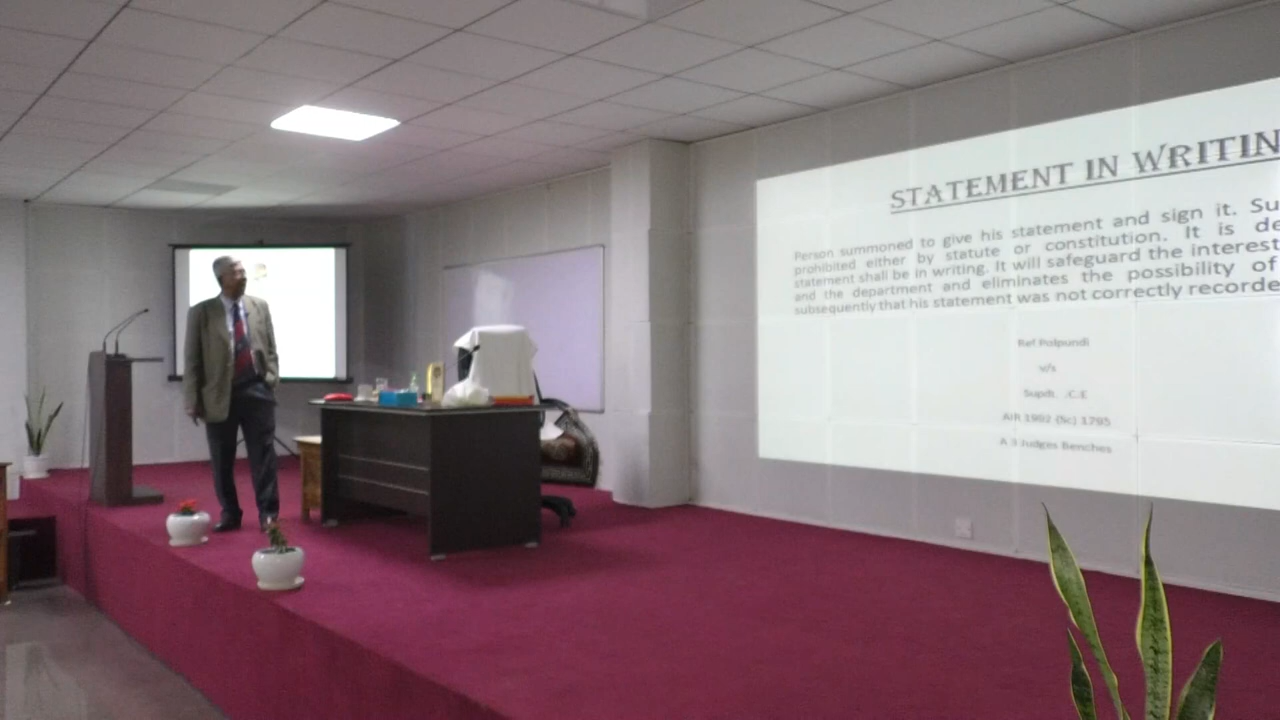 STATEMENT IN WRITIN
Person summoned to give his statement and sign it. Su
prohibited either by statute or constitution. It is de
statement shall be in writing. It will safeguard the interest
and the department and eliminates the possibility of
subsequently that his statement was not correctly recorde
Ref Polpundi
v/s
Supdt. .C.E
AIR 1992 (Sc) 1795
A 3 Judges Benches